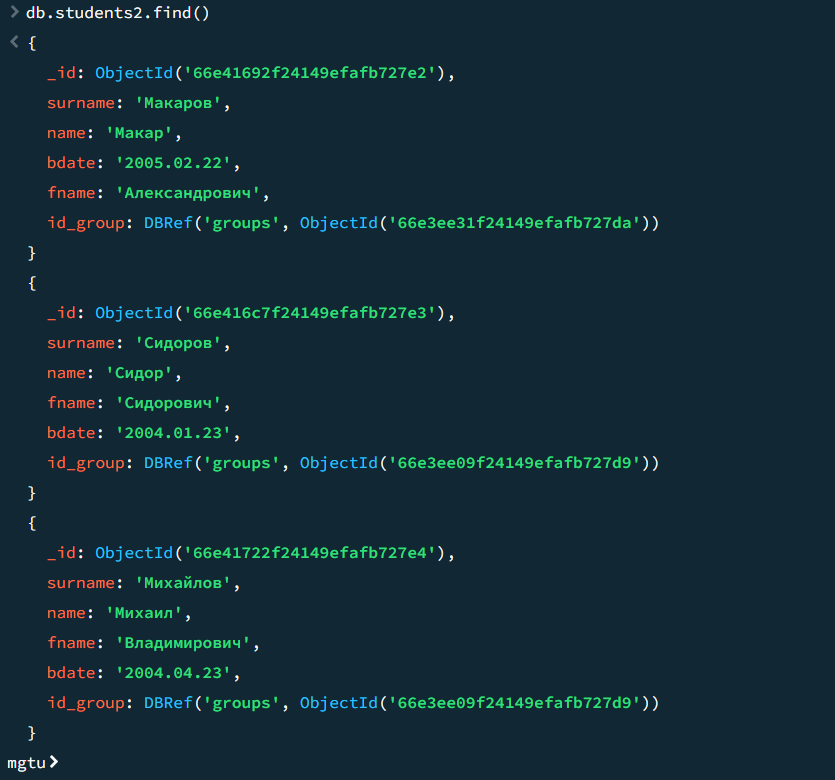 > db.students2.find()
< {
_id: ObjectId('66e41692f24149efafb727e2'),
surname: 'Макаров',
name: 'Макар',
bdate: '2005.02.22',
fname: 'Александрович',
id_group: DBRef('groups', ObjectId('66e3ee31f24149efafb727da'))
}
{
_id: ObjectId('66e416c7f24149efafb727e3'),
surname: 'Сидоров',
name: 'Сидор',
fname: 'Сидорович',
bdate: '2004.01.23',
id_group: DBRef('groups', ObjectId('66e3ee09f24149efafb727d9'))
}
{
_id: ObjectId('66e41722f24149efafb727e4'),
surname: 'Михайлов',
name: 'Михаил',
fname: 'Владимирович',
bdate: '2004.04.23',
id_group: DBRef('groups', ObjectId('66e3ee09f24149efafb727d9'))
}
mgtu>